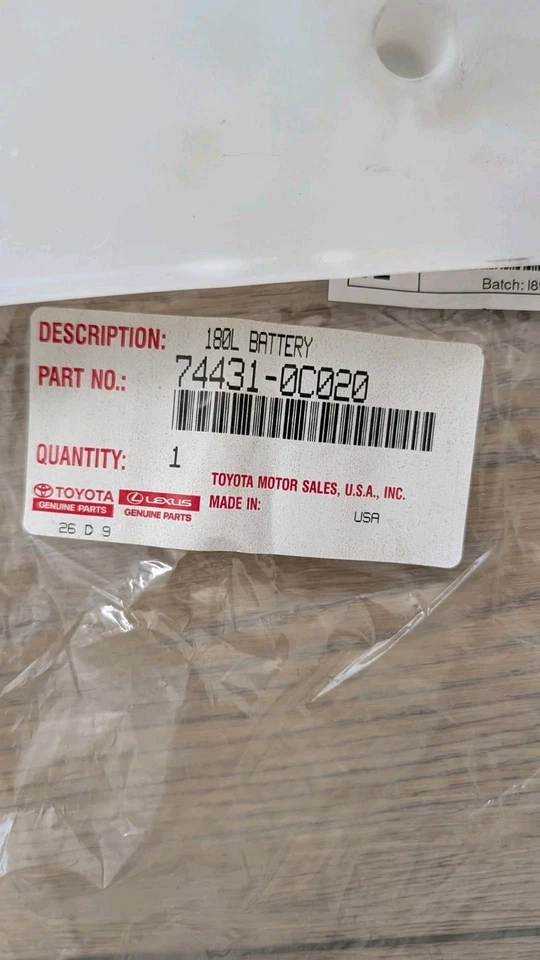 Batch: I8
DESCRIPTION: 180L BATTERY
PART NO.: 74431-0C020
QUANTITY: 1
TOYOTA MOTOR SALES, U.S.A., INC.
TOYOTA LEXUS MADE IN: USA
GENUINE PARTS GENUINE PARTS
26 D 9